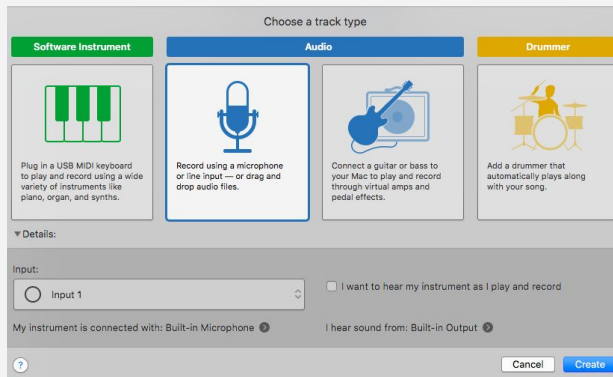 Choose a track type
Software Instrument
Audio
Drummer
Plug in a USB MIDI keyboard
to play and record using a wide
variety of instruments like
piano, organ, and synths.
Record using a microphone
or line input — or drag and
drop audio files.
Connect a guitar or bass to
your Mac to play and record
through virtual amps and
pedal effects.
Add a drummer that
automatically plays along
with your song.
Details:
Input:
Input 1
I want to hear my instrument as I play and record
My instrument is connected with: Built-in Microphone
I hear sound from: Built-in Output
?
Cancel
Create